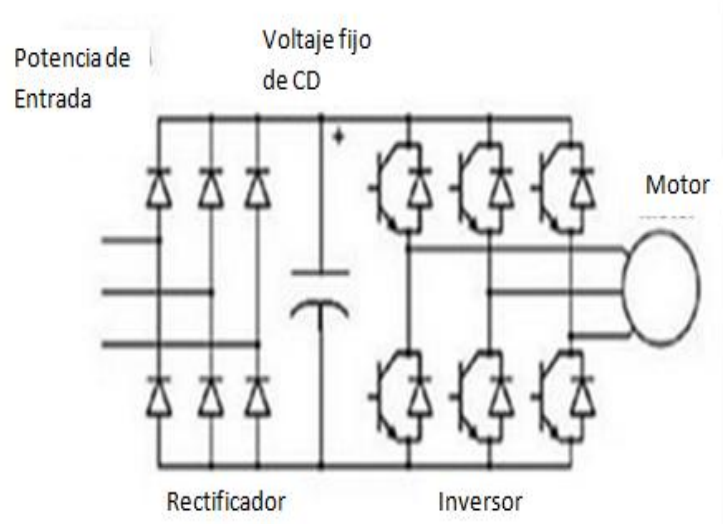 Potencia de
Entrada
Voltaje fijo
de CD
+
Motor
Rectificador
Inversor